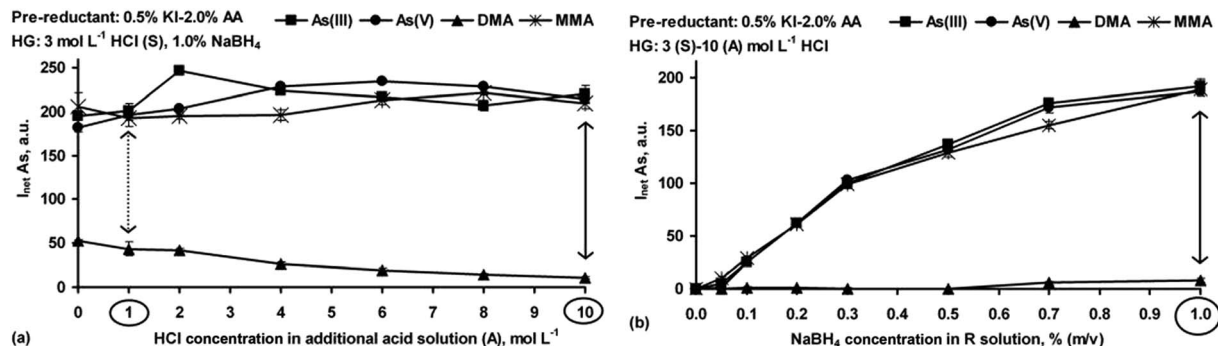 Pre-reductant: 0.5% KI-2.0% AA
As(III) As(V) DMA MMA
HG: 3 mol L⁻¹ HCl (S), 1.0% NaBH₄
250
200
150
100
50
0
I_net As, a.u.
0 1 2 3 4 5 6 7 8 9 10
(a) HCl concentration in additional acid solution (A), mol L⁻¹
Pre-reductant: 0.5% KI-2.0% AA
As(III) As(V) DMA MMA
HG: 3 (S)-10 (A) mol L⁻¹ HCl
200
150
100
50
0
I_net As, a.u.
0.0 0.1 0.2 0.3 0.4 0.5 0.6 0.7 0.8 0.9 1.0
(b) NaBH₄ concentration in R solution, % (m/v)